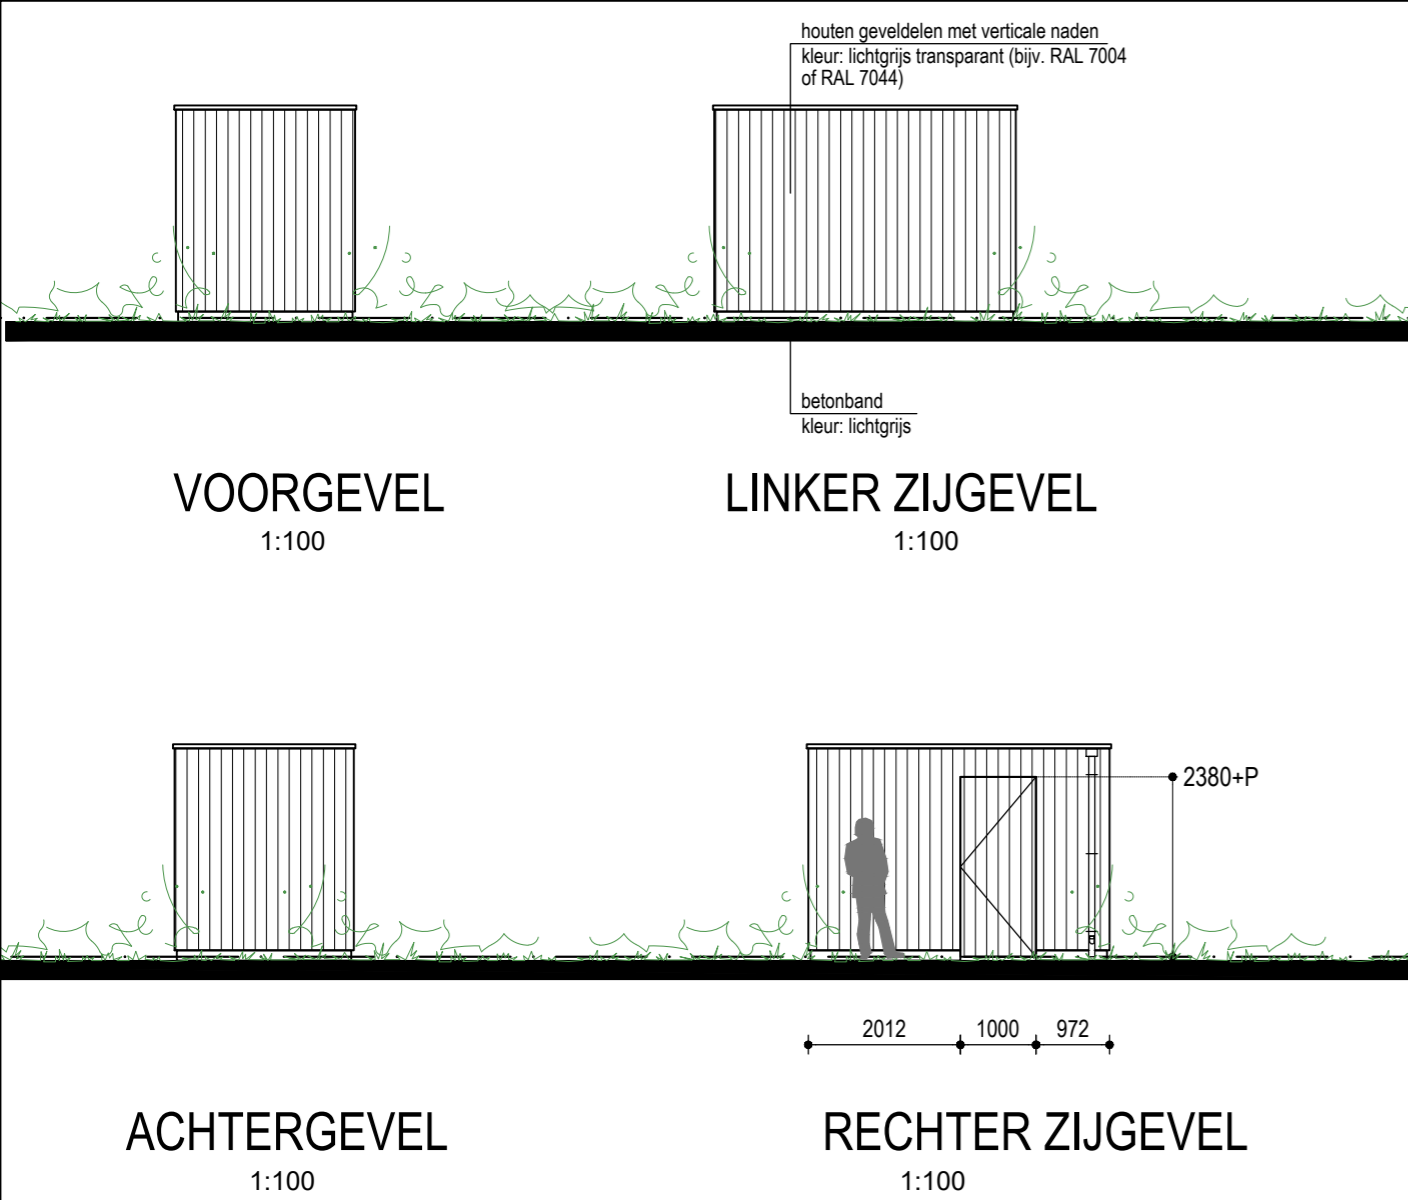 houten geveldelen met verticale naden
kleur: lichtgrijs transparant (bijv. RAL 7004
of RAL 7044)
betonband
kleur: lichtgrijs
VOORGEVEL
1:100
LINKER ZIJGEVEL
1:100
2380+P
2012
1000
972
ACHTERGEVEL
1:100
RECHTER ZIJGEVEL
1:100